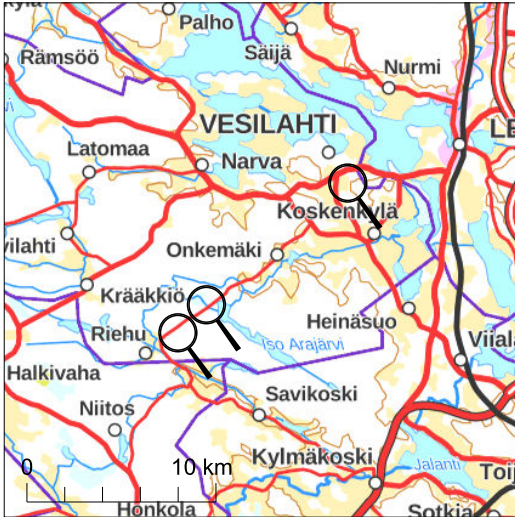 Palho
Säijä
Rämsöö
Nurmi
VESILAHTI
LE
Latomaa
Narva
Koskenkylä
vilahti
Onkemäki
Krääkkiö
Heinäsuo
Riehu
Iso Arajärvi
Viiala
Halkivaha
Savikoski
Niitos
Kylmäkoski
Jalanti
Toij
0
10 km
Honkola
Sotkia